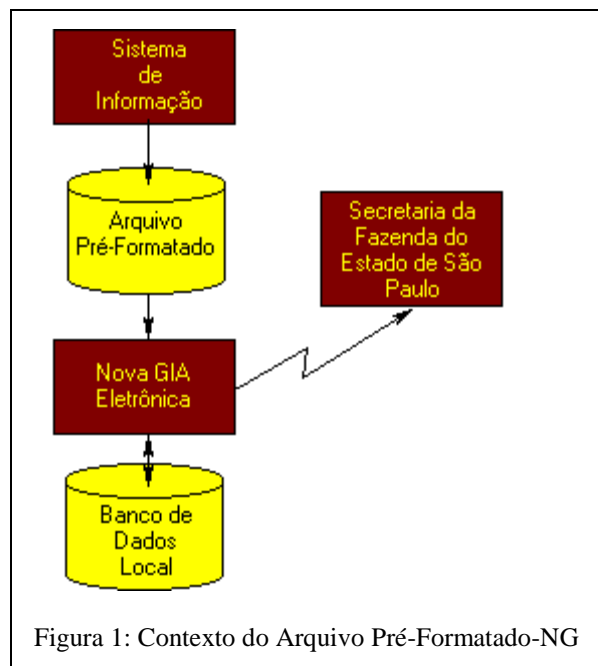 Sistema
de
Informação
Arquivo
Pré-Formatado
Secretaria da
Fazenda do
Estado de São
Paulo
Nova GIA
Eletrônica
Banco de
Dados
Local
Figura 1: Contexto do Arquivo Pré-Formatado-NG